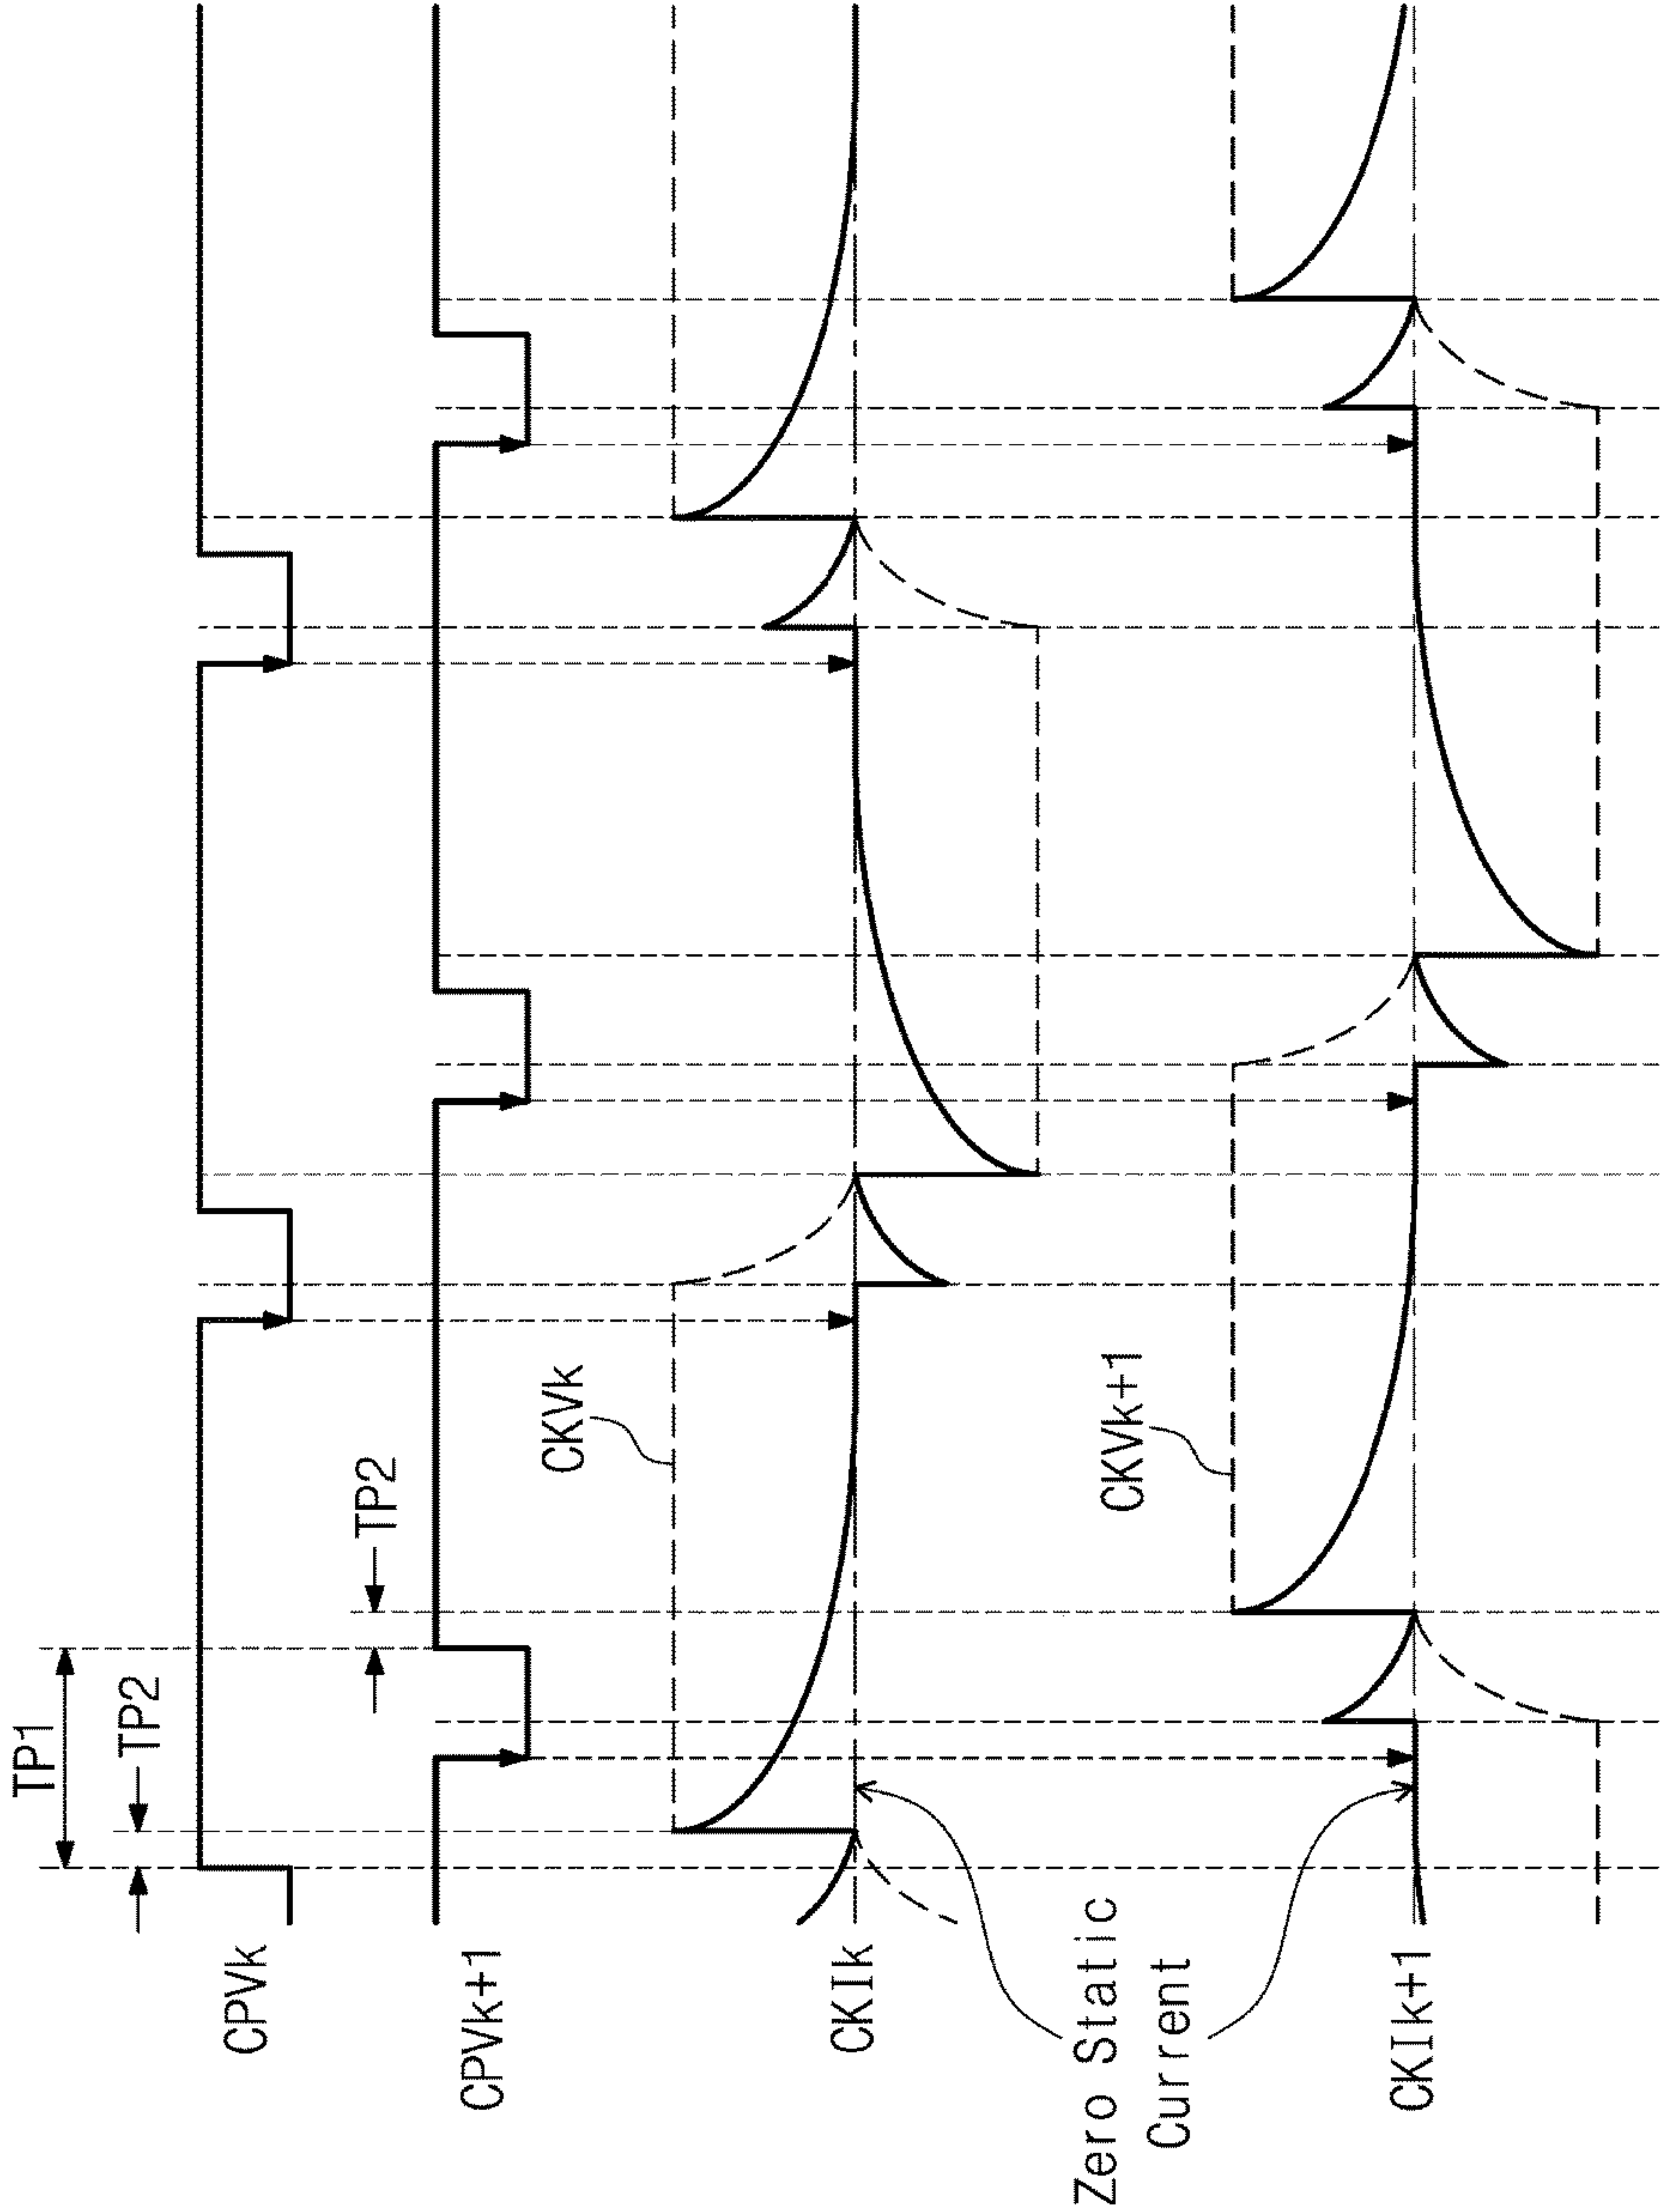 TP1
TP2
TP2
CPVk
CPVk+1
CKVk
CKIk
Zero Static
Current
CKVk+1
CKIk+1